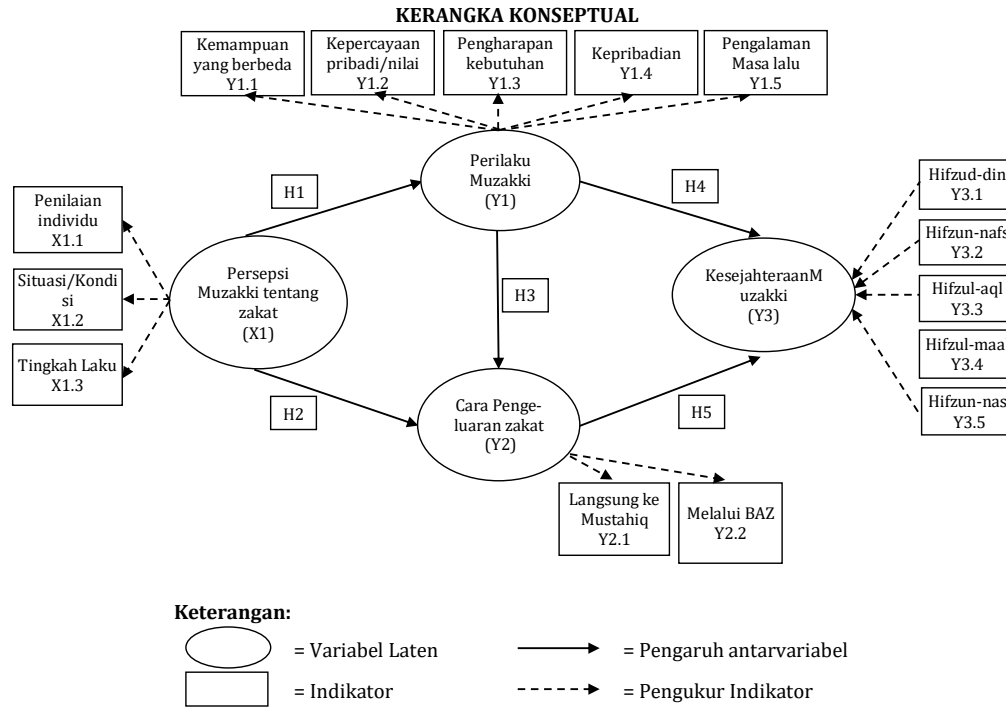 KERANGKA KONSEPTUAL
Kemampuan
yang berbeda
Y1.1
Kepercayaan
pribadi/nilai
Y1.2
Pengharapan
kebutuhan
Y1.3
Kepribadian
Y1.4
Pengalaman
Masa lalu
Y1.5
Perilaku
Muzakki
(Y1)
H1
H4
Penilaian
individu
X1.1
Situasi/Kondi
si
X1.2
Tingkah Laku
X1.3
Persepsi
Muzakki tentang
zakat
(X1)
H3
KesejahteraanM
uzakki
(Y3)
Hifzud-din
Y3.1
Hifzun-nafs
Y3.2
Hifzul-aql
Y3.3
Hifzul-maa
Y3.4
Hifzun-nas
Y3.5
H2
Cara Penge-
luaran zakat
(Y2)
H5
Langsung ke
Mustahiq
Y2.1
Melalui BAZ
Y2.2
Keterangan:
= Variabel Laten
= Pengaruh antarvariabel
= Indikator
= Pengukur Indikator